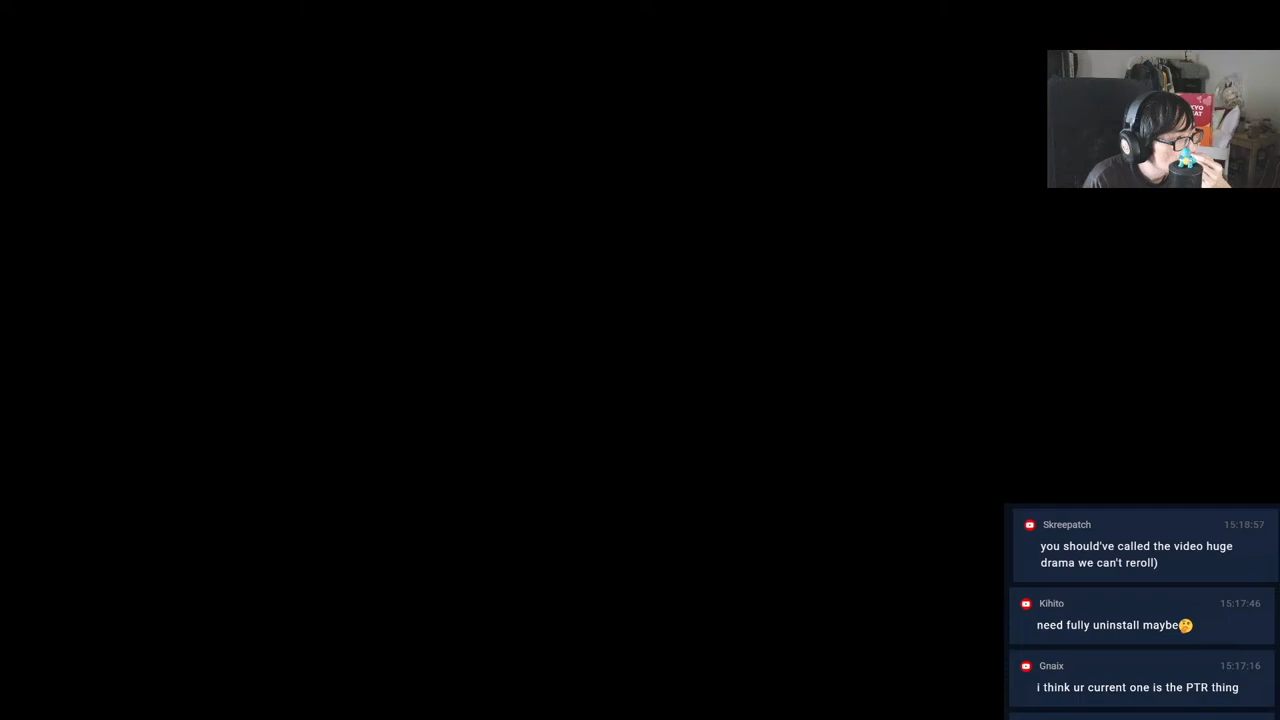 Skreepatch 15:18:57
you should've called the video huge
drama we can't reroll)
Kihito 15:17:46
need fully uninstall maybe🤔
Gnaix 15:17:16
i think ur current one is the PTR thing